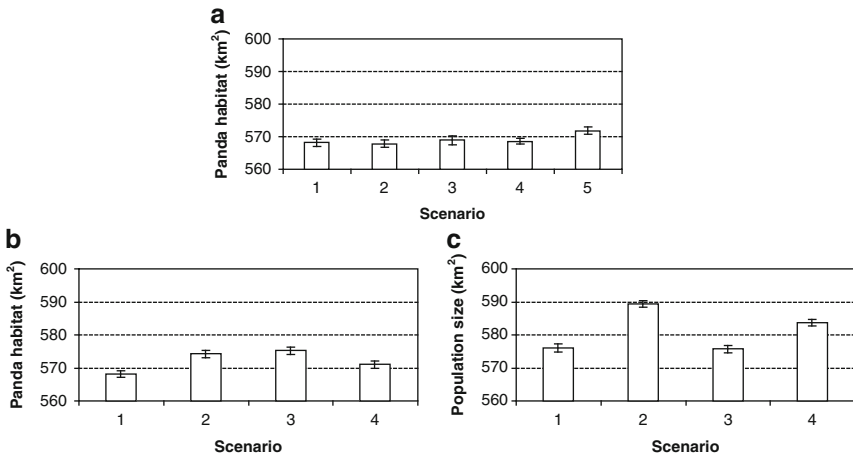 a
Panda habitat (km²)
600
590
580
570
560
1 2 3 4 5
Scenario
b
Panda habitat (km²)
600
590
580
570
560
1 2 3 4
Scenario
c
Population size (km²)
600
590
580
570
560
1 2 3 4
Scenario